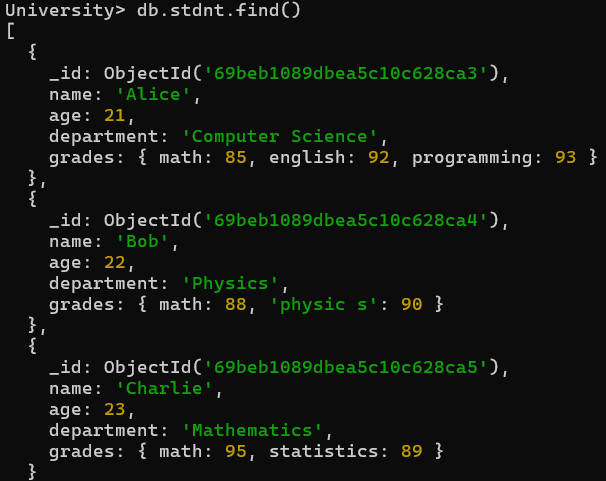 University> db.stdnt.find()
[
  {
    _id: ObjectId('69beb1089dbea5c10c628ca3'),
    name: 'Alice',
    age: 21,
    department: 'Computer Science',
    grades: { math: 85, english: 92, programming: 93 }
  },
  {
    _id: ObjectId('69beb1089dbea5c10c628ca4'),
    name: 'Bob',
    age: 22,
    department: 'Physics',
    grades: { math: 88, 'physic s': 90 }
  },
  {
    _id: ObjectId('69beb1089dbea5c10c628ca5'),
    name: 'Charlie',
    age: 23,
    department: 'Mathematics',
    grades: { math: 95, statistics: 89 }
  }